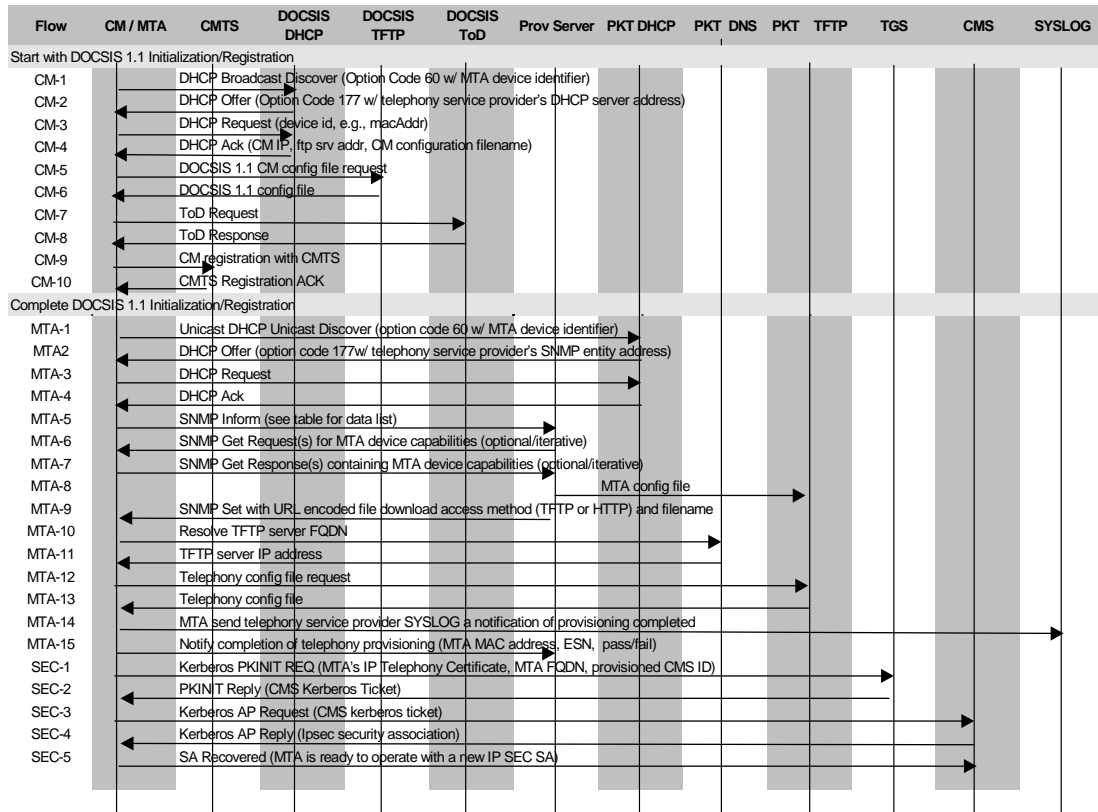 Flow CM / MTA CMTS DOCSIS DHCP DOCSIS TFTP DOCSIS ToD Prov Server PKT DHCP PKT DNS PKT TFTP TGS CMS SYSLOG
Start with DOCSIS 1.1 Initialization/Registration
CM-1 DHCP Broadcast Discover (Option Code 60 w/ MTA device identifier)
CM-2 DHCP Offer (Option Code 177 w/ telephony service provider's DHCP server address)
CM-3 DHCP Request (device id, e.g., macAddr)
CM-4 DHCP Ack (CM IP, ftp srv addr, CM configuration filename)
CM-5 DOCSIS 1.1 CM config file request
CM-6 DOCSIS 1.1 config file
CM-7 ToD Request
CM-8 ToD Response
CM-9 CM registration with CMTS
CM-10 CMTS Registration ACK
Complete DOCSIS 1.1 Initialization/Registration
MTA-1 Unicast DHCP Unicast Discover (option code 60 w/ MTA device identifier)
MTA2 DHCP Offer (option code 177w/ telephony service provider's SNMP entity address)
MTA-3 DHCP Request
MTA-4 DHCP Ack
MTA-5 SNMP Inform (see table for data list)
MTA-6 SNMP Get Request(s) for MTA device capabilities (optional/iterative)
MTA-7 SNMP Get Response(s) containing MTA device capabilities (optional/iterative)
MTA-8 MTA config file
MTA-9 SNMP Set with URL encoded file download access method (TFTP or HTTP) and filename
MTA-10 Resolve TFTP server FQDN
MTA-11 TFTP server IP address
MTA-12 Telephony config file request
MTA-13 Telephony config file
MTA-14 MTA send telephony service provider SYSLOG a notification of provisioning completed
MTA-15 Notify completion of telephony provisioning (MTA MAC address, ESN, pass/fail)
SEC-1 Kerberos PKINIT REQ (MTA's IP Telephony Certificate, MTA FQDN, provisioned CMS ID)
SEC-2 PKINIT Reply (CMS Kerberos Ticket)
SEC-3 Kerberos AP Request (CMS kerberos ticket)
SEC-4 Kerberos AP Reply (Ipsec security association)
SEC-5 SA Recovered (MTA is ready to operate with a new IP SEC SA)